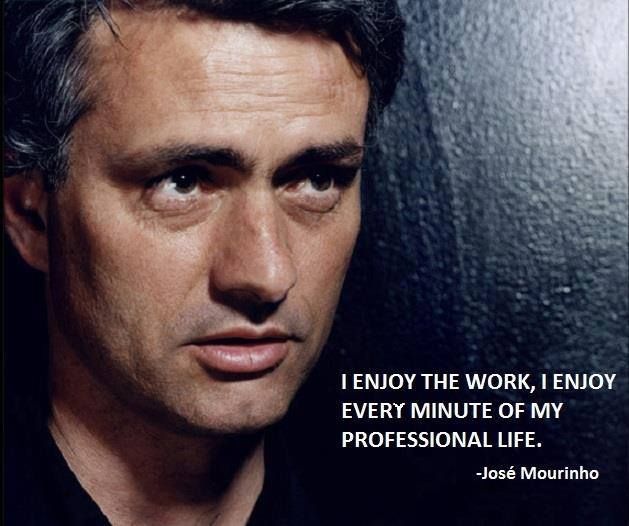 I ENJOY THE WORK, I ENJOY
EVERY MINUTE OF MY
PROFESSIONAL LIFE.
-José Mourinho